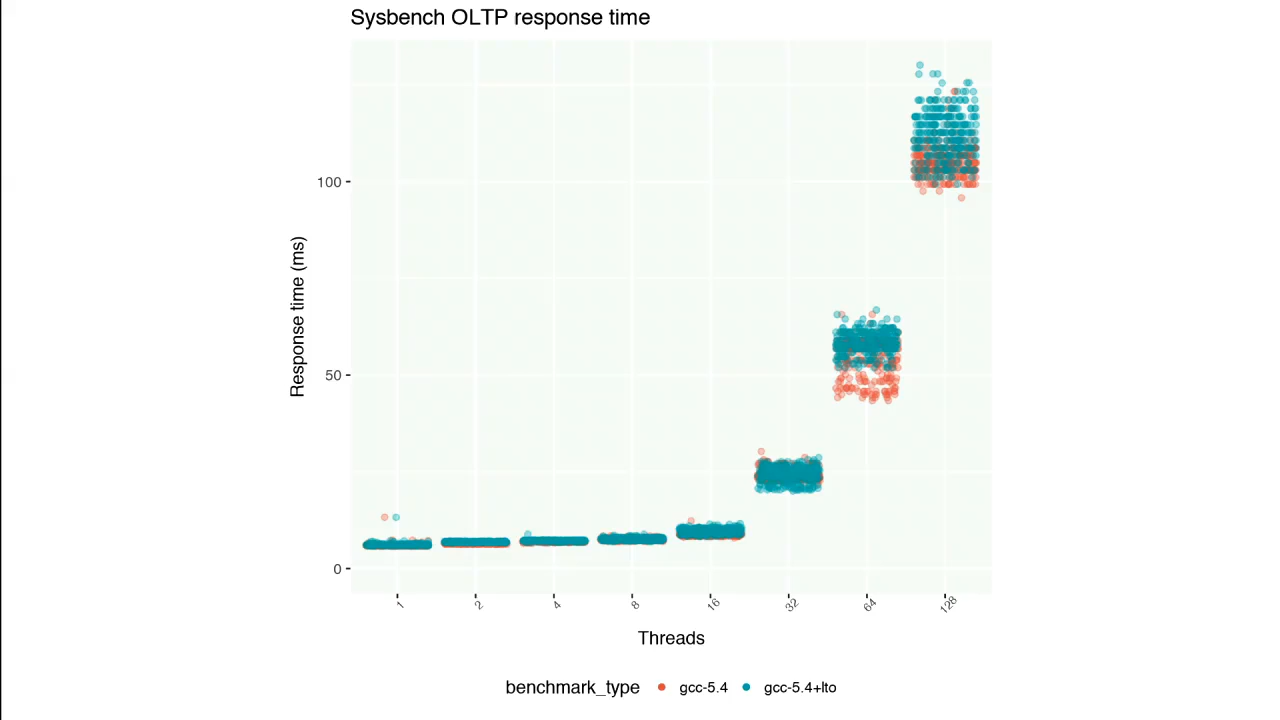 Sysbench OLTP response time
Response time (ms)
100
50
0
1 2 4 8 16 32 64 128
Threads
benchmark_type gcc-5.4 gcc-5.4+lto